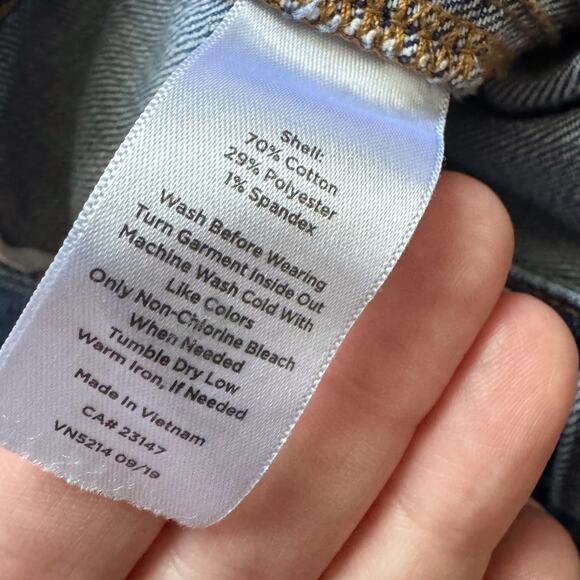 Shell:
70% Cotton
29% Polyester
1% Spandex
Wash Before Wearing
Turn Garment Inside Out
Machine Wash Cold With
Like Colors
Only Non-Chlorine Bleach
When Needed
Tumble Dry Low
Warm Iron, If Needed
Made In Vietnam
CA# 23147
VN5214 09/19